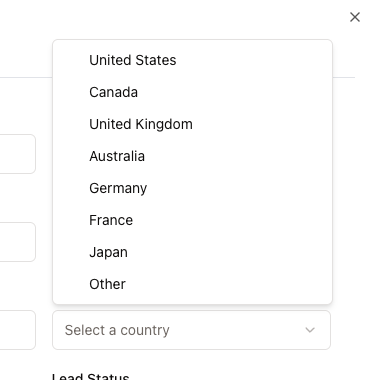 United States
Canada
United Kingdom
Australia
Germany
France
Japan
Other
Select a country
Lead Status